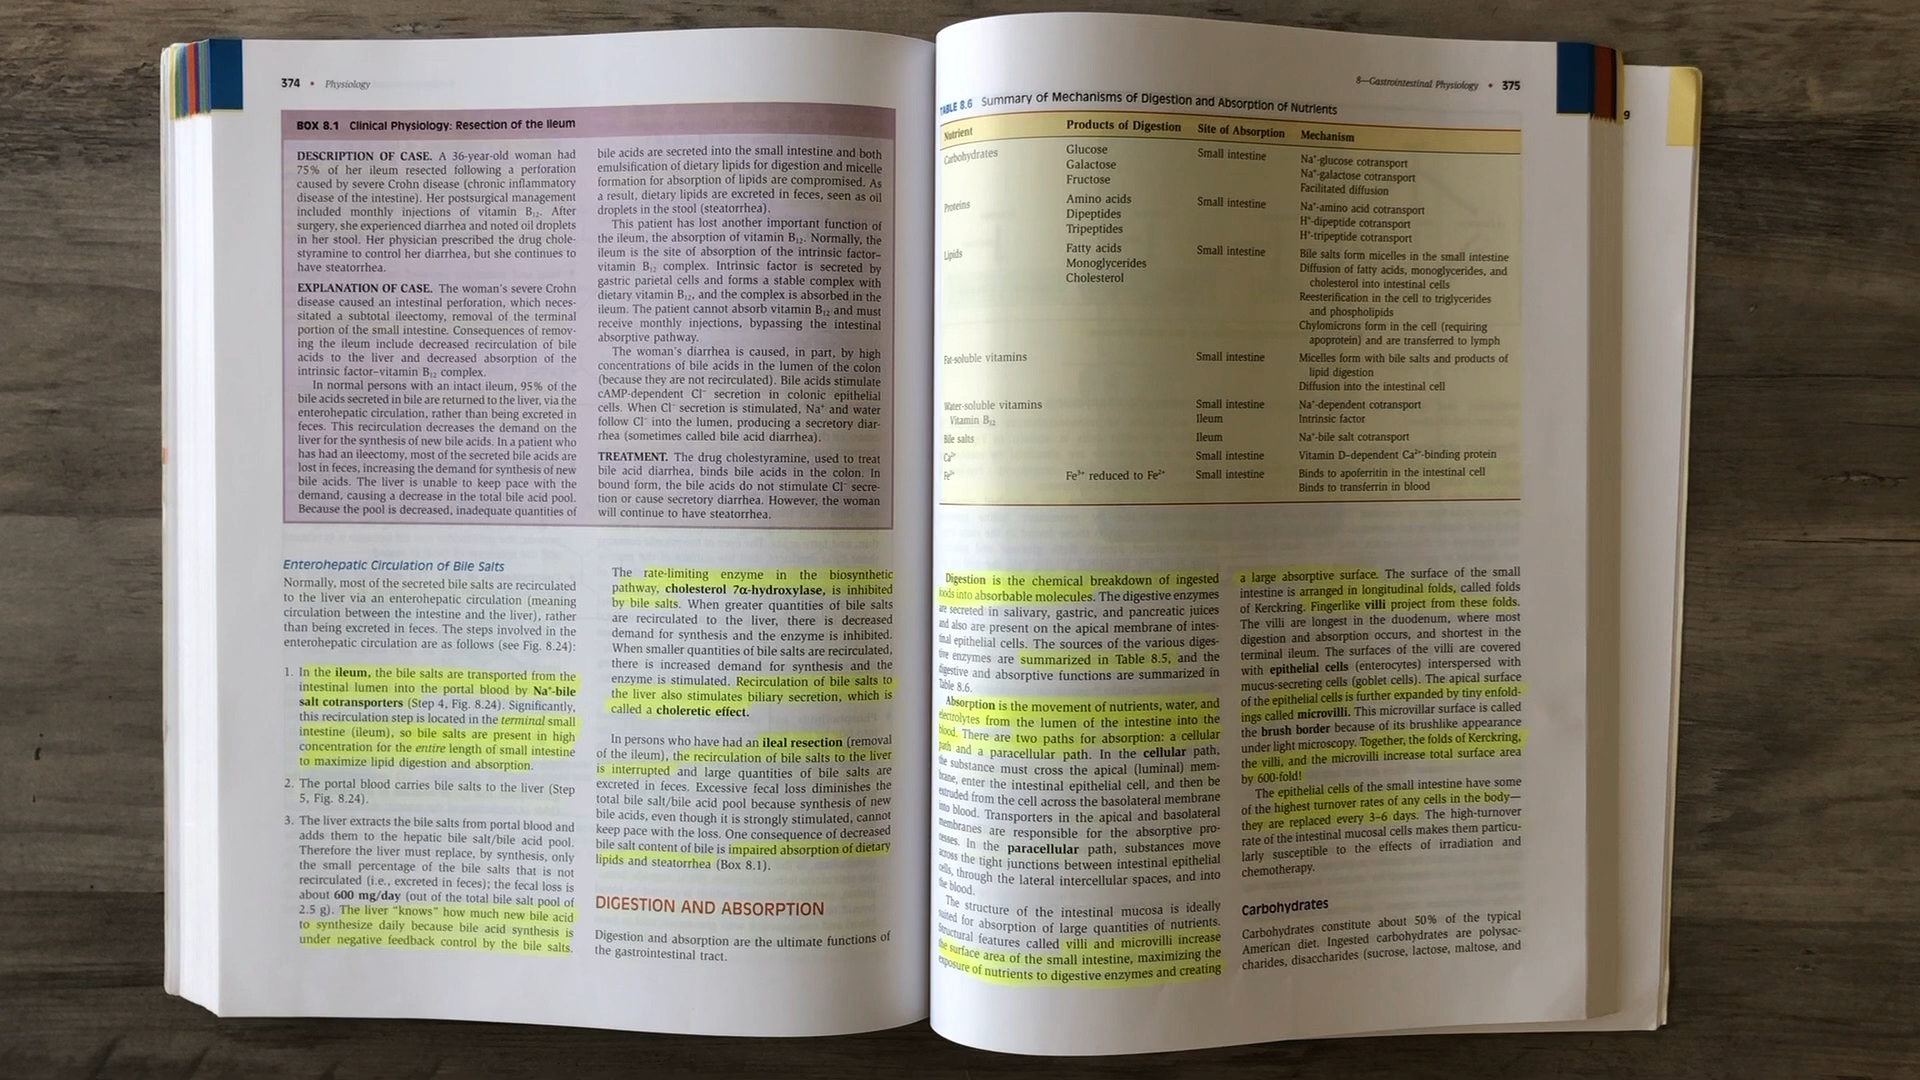 374 • Physiology
BOX 8.1 Clinical Physiology: Resection of the Ileum
DESCRIPTION OF CASE. A 36-year-old woman had
75% of her ileum resected following a perforation
caused by severe Crohn disease (chronic inflammatory
disease of the intestine). Her postsurgical management
included monthly injections of vitamin B₁₂. After
surgery, she experienced diarrhea and noted oil droplets
in her stool. Her physician prescribed the drug chole-
styramine to control her diarrhea, but she continues to
have steatorrhea.
EXPLANATION OF CASE. The woman's severe Crohn
disease caused an intestinal perforation, which neces-
sitated a subtotal ileectomy, removal of the terminal
portion of the small intestine. Consequences of remov-
ing the ileum include decreased recirculation of bile
acids to the liver and decreased absorption of the
intrinsic factor–vitamin B₁₂ complex.
In normal persons with an intact ileum, 95% of the
bile acids secreted in bile are returned to the liver, via the
enterohepatic circulation, rather than being excreted in
feces. This recirculation decreases the demand on the
liver for the synthesis of new bile acids. In a patient who
has had an ileectomy, most of the secreted bile acids are
lost in feces, increasing the demand for synthesis of new
bile acids. The liver is unable to keep pace with the
demand, causing a decrease in the total bile acid pool.
Because the pool is decreased, inadequate quantities of
bile acids are secreted into the small intestine and both
emulsification of dietary lipids for digestion and micelle
formation for absorption of lipids are compromised. As
a result, dietary lipids are excreted in feces, seen as oil
droplets in the stool (steatorrhea).
This patient has lost another important function of
the ileum, the absorption of vitamin B₁₂. Normally, the
ileum is the site of absorption of the intrinsic factor–
vitamin B₁₂ complex. Intrinsic factor is secreted by
gastric parietal cells and forms a stable complex with
dietary vitamin B₁₂, and the complex is absorbed in the
ileum. The patient cannot absorb vitamin B₁₂ and must
receive monthly injections, bypassing the intestinal
absorptive pathway.
The woman's diarrhea is caused, in part, by high
concentrations of bile acids in the lumen of the colon
(because they are not recirculated). Bile acids stimulate
cAMP-dependent Cl⁻ secretion in colonic epithelial
cells. When Cl⁻ secretion is stimulated, Na⁺ and water
follow Cl⁻ into the lumen, producing a secretory diar-
rhea (sometimes called bile acid diarrhea).
TREATMENT. The drug cholestyramine, used to treat
bile acid diarrhea, binds bile acids in the colon. In
bound form, the bile acids do not stimulate Cl⁻ secre-
tion or cause secretory diarrhea. However, the woman
will continue to have steatorrhea.
Enterohepatic Circulation of Bile Salts
Normally, most of the secreted bile salts are recirculated
to the liver via an enterohepatic circulation (meaning
circulation between the intestine and the liver), rather
than being excreted in feces. The steps involved in the
enterohepatic circulation are as follows (see Fig. 8.24):
1. In the ileum, the bile salts are transported from the
intestinal lumen into the portal blood by Na⁺-bile
salt cotransporters (Step 4, Fig. 8.24). Significantly,
this recirculation step is located in the terminal small
intestine (ileum), so bile salts are present in high
concentration for the entire length of small intestine
to maximize lipid digestion and absorption.
2. The portal blood carries bile salts to the liver (Step
5, Fig. 8.24).
3. The liver extracts the bile salts from portal blood and
adds them to the hepatic bile salt/bile acid pool.
Therefore the liver must replace, by synthesis, only
the small percentage of the bile salts that is not
recirculated (i.e., excreted in feces); the fecal loss is
about 600 mg/day (out of the total bile salt pool of
2.5 g). The liver "knows" how much new bile acid
to synthesize daily because bile acid synthesis is
under negative feedback control by the bile salts.
The rate-limiting enzyme in the biosynthetic
pathway, cholesterol 7α-hydroxylase, is inhibited
by bile salts. When greater quantities of bile salts
are recirculated to the liver, there is decreased
demand for synthesis and the enzyme is inhibited.
When smaller quantities of bile salts are recirculated,
there is increased demand for synthesis and the
enzyme is stimulated. Recirculation of bile salts to
the liver also stimulates biliary secretion, which is
called a choleretic effect.
In persons who have had an ileal resection (removal
of the ileum), the recirculation of bile salts to the liver
is interrupted and large quantities of bile salts are
excreted in feces. Excessive fecal loss diminishes the
total bile salt/bile acid pool because synthesis of new
bile acids, even though it is strongly stimulated, cannot
keep pace with the loss. One consequence of decreased
bile salt content of bile is impaired absorption of dietary
lipids and steatorrhea (Box 8.1).
DIGESTION AND ABSORPTION
Digestion and absorption are the ultimate functions of
the gastrointestinal tract.
8—Gastrointestinal Physiology • 375
TABLE 8.6 Summary of Mechanisms of Digestion and Absorption of Nutrients
Nutrient Products of Digestion Site of Absorption Mechanism
Carbohydrates Glucose Small intestine Na⁺-glucose cotransport
Galactose Na⁺-galactose cotransport
Fructose Facilitated diffusion
Proteins Amino acids Small intestine Na⁺-amino acid cotransport
Dipeptides H⁺-dipeptide cotransport
Tripeptides H⁺-tripeptide cotransport
Lipids Fatty acids Small intestine Bile salts form micelles in the small intestine
Monoglycerides Diffusion of fatty acids, monoglycerides, and
Cholesterol cholesterol into intestinal cells
Reesterification in the cell to triglycerides
and phospholipids
Chylomicrons form in the cell (requiring
apoprotein) and are transferred to lymph
Fat-soluble vitamins Small intestine Micelles form with bile salts and products of
lipid digestion
Diffusion into the intestinal cell
Water-soluble vitamins Small intestine Na⁺-dependent cotransport
Vitamin B₁₂ Ileum Intrinsic factor
Bile salts Ileum Na⁺-bile salt cotransport
Ca²⁺ Small intestine Vitamin D–dependent Ca²⁺-binding protein
Fe²⁺ Fe³⁺ reduced to Fe²⁺ Small intestine Binds to apoferritin in the intestinal cell
Binds to transferrin in blood
Digestion is the chemical breakdown of ingested
foods into absorbable molecules. The digestive enzymes
are secreted in salivary, gastric, and pancreatic juices
and also are present on the apical membrane of intes-
tinal epithelial cells. The sources of the various diges-
tive enzymes are summarized in Table 8.5, and the
digestive and absorptive functions are summarized in
Table 8.6.
Absorption is the movement of nutrients, water, and
electrolytes from the lumen of the intestine into the
blood. There are two paths for absorption: a cellular
path and a paracellular path. In the cellular path,
the substance must cross the apical (luminal) mem-
brane, enter the intestinal epithelial cell, and then be
extruded from the cell across the basolateral membrane
into blood. Transporters in the apical and basolateral
membranes are responsible for the absorptive pro-
cesses. In the paracellular path, substances move
across the tight junctions between intestinal epithelial
cells, through the lateral intercellular spaces, and into
the blood.
The structure of the intestinal mucosa is ideally
suited for absorption of large quantities of nutrients.
Structural features called villi and microvilli increase
the surface area of the small intestine, maximizing the
exposure of nutrients to digestive enzymes and creating
a large absorptive surface. The surface of the small
intestine is arranged in longitudinal folds, called folds
of Kerckring. Fingerlike villi project from these folds.
The villi are longest in the duodenum, where most
digestion and absorption occurs, and shortest in the
terminal ileum. The surfaces of the villi are covered
with epithelial cells (enterocytes) interspersed with
mucus-secreting cells (goblet cells). The apical surface
of the epithelial cells is further expanded by tiny enfold-
ings called microvilli. This microvillar surface is called
the brush border because of its brushlike appearance
under light microscopy. Together, the folds of Kerckring,
the villi, and the microvilli increase total surface area
by 600-fold!
The epithelial cells of the small intestine have some
of the highest turnover rates of any cells in the body—
they are replaced every 3–6 days. The high-turnover
rate of the intestinal mucosal cells makes them particu-
larly susceptible to the effects of irradiation and
chemotherapy.
Carbohydrates
Carbohydrates constitute about 50% of the typical
American diet. Ingested carbohydrates are polysac-
charides, disaccharides (sucrose, lactose, maltose, and
g